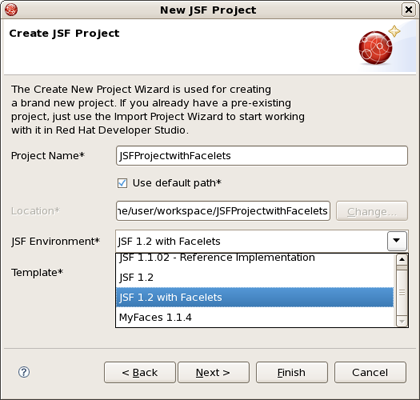 New JSF Project
Create JSF Project
The Create New Project Wizard is used for creating
a brand new project. If you already have a pre-existing
project, just use the Import Project Wizard to start working
with it in Red Hat Developer Studio.
Project Name* JSFProjectwithFacelets
Use default path*
Location* ne/user/workspace/JSFProjectwithFacelets Change...
JSF Environment* JSF 1.2 with Facelets
JSF 1.1.02 - Reference Implementation
Template* JSF 1.2
JSF 1.2 with Facelets
MyFaces 1.1.4
? < Back Next > Finish Cancel